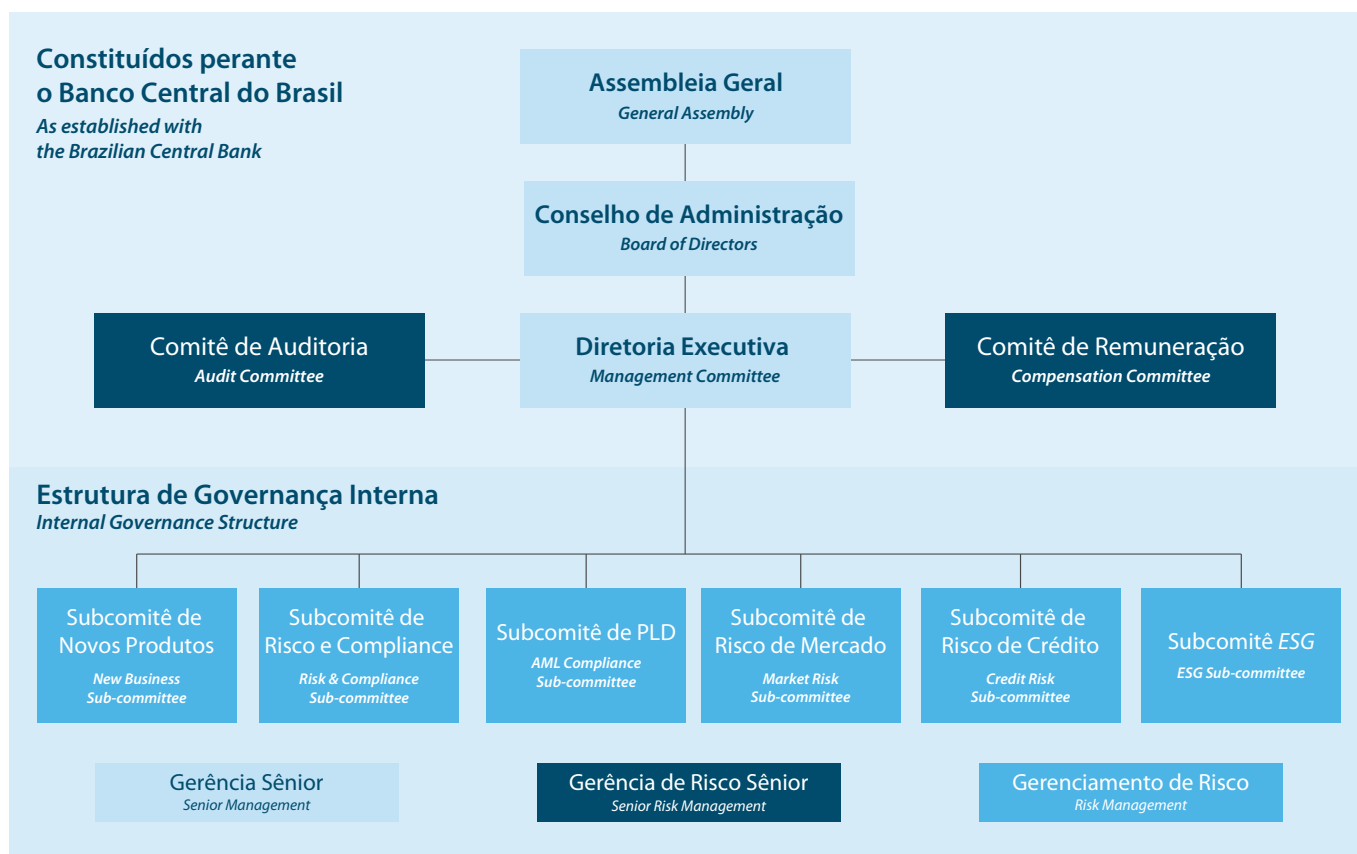 Constituídos perante
o Banco Central do Brasil
As established with
the Brazilian Central Bank
Assembleia Geral
General Assembly
Conselho de Administração
Board of Directors
Comitê de Auditoria
Audit Committee
Diretoria Executiva
Management Committee
Comitê de Remuneração
Compensation Committee
Estrutura de Governança Interna
Internal Governance Structure
Subcomitê de
Novos Produtos
New Business
Sub-committee
Subcomitê de
Risco e Compliance
Risk & Compliance
Sub-committee
Subcomitê de PLD
AML Compliance
Sub-committee
Subcomitê de
Risco de Mercado
Market Risk
Sub-committee
Subcomitê de
Risco de Crédito
Credit Risk
Sub-committee
Subcomitê ESG
ESG Sub-committee
Gerência Sênior
Senior Management
Gerência de Risco Sênior
Senior Risk Management
Gerenciamento de Risco
Risk Management